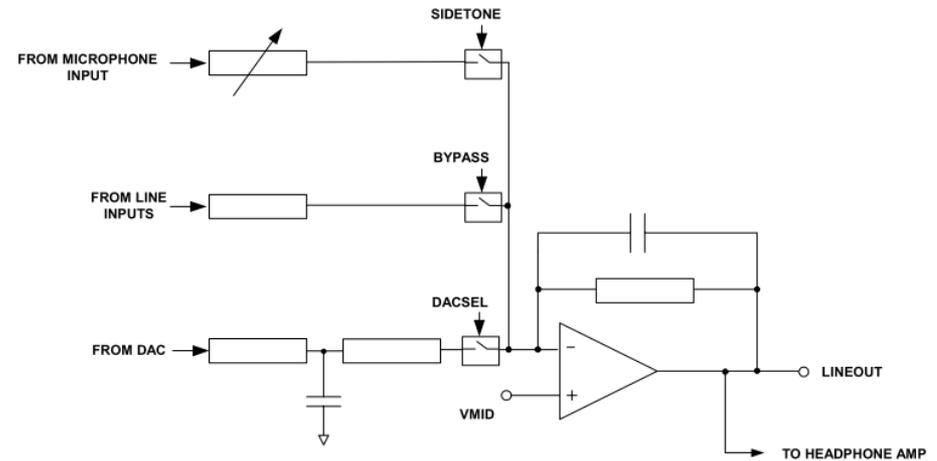 SIDETONE
FROM MICROPHONE
INPUT
BYPASS
FROM LINE
INPUTS
DACSEL
FROM DAC
−
+
VMID
LINEOUT
TO HEADPHONE AMP